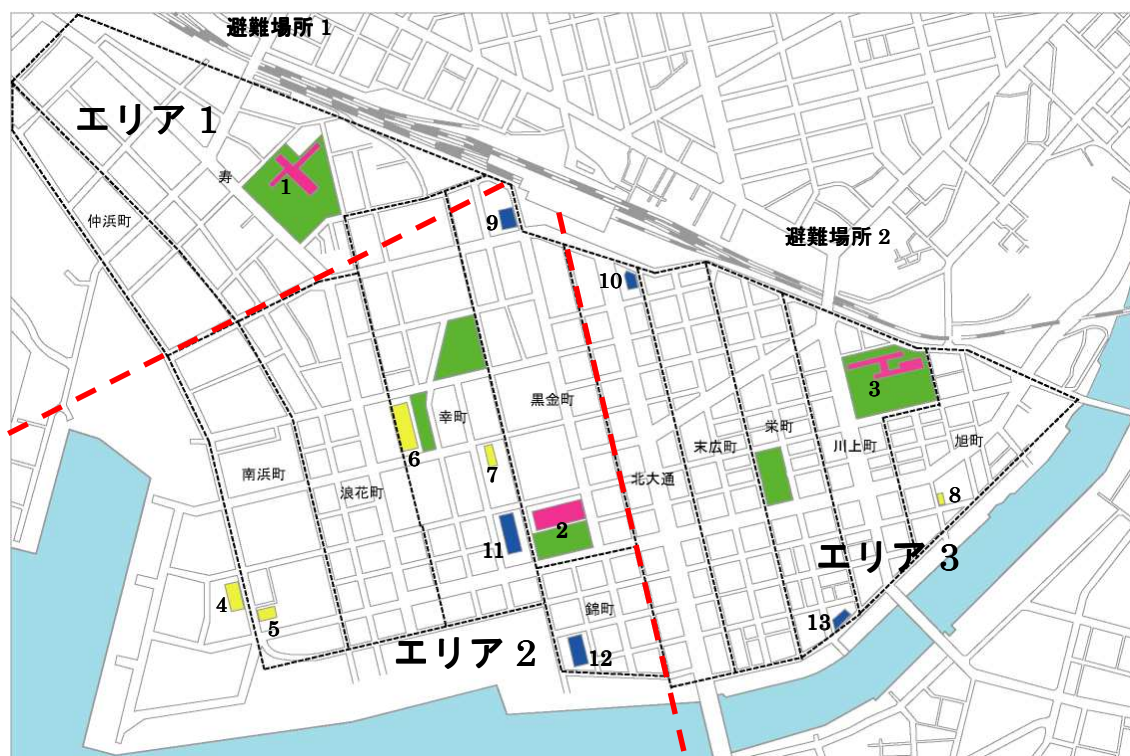 避難場所 1
エリア 1
寿
1
仲浜町
9
避難場所 2
10
黒金町
3
幸町
末広町
栄町
川上町
旭町
6
7
南浜町
浪花町
北大通
8
2
11
エリア 3
4
5
錦町
13
エリア 2
12